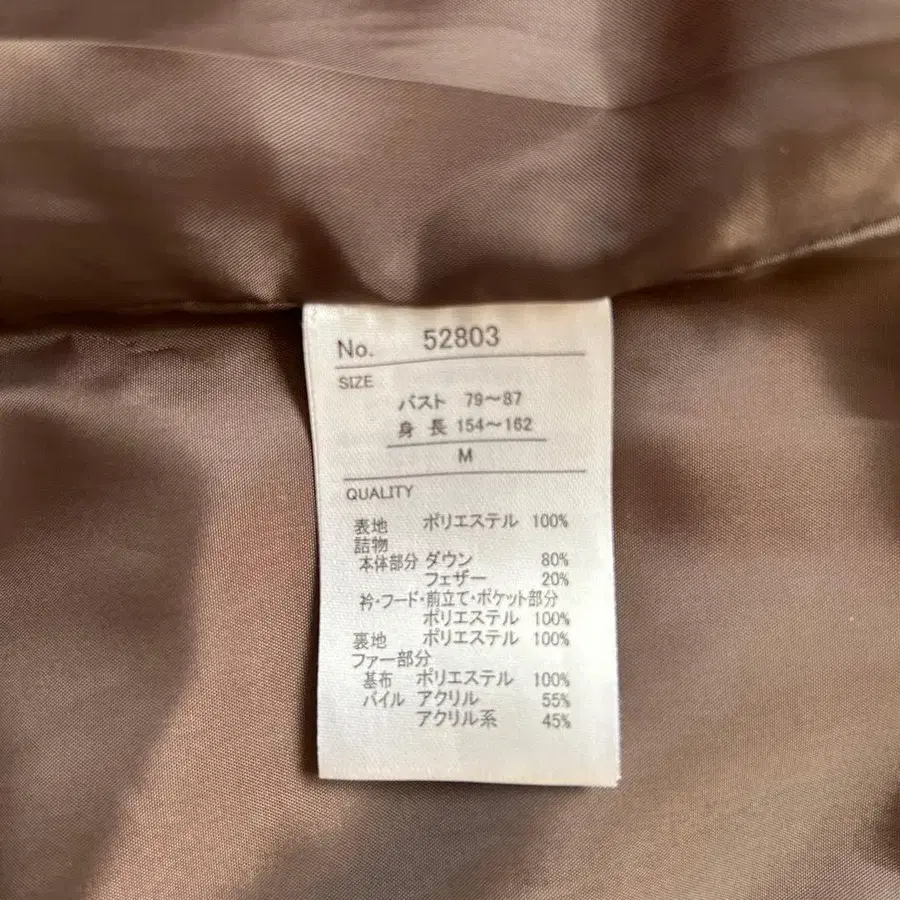 No. 52803
SIZE
バスト 79〜87
身長 154〜162
M
QUALITY
表地 ポリエステル 100%
詰物
本体部分 ダウン 80%
フェザー 20%
衿・フード・前立て・ポケット部分
ポリエステル 100%
裏地 ポリエステル 100%
ファー部分
基布 ポリエステル 100%
パイル アクリル 55%
アクリル系 45%